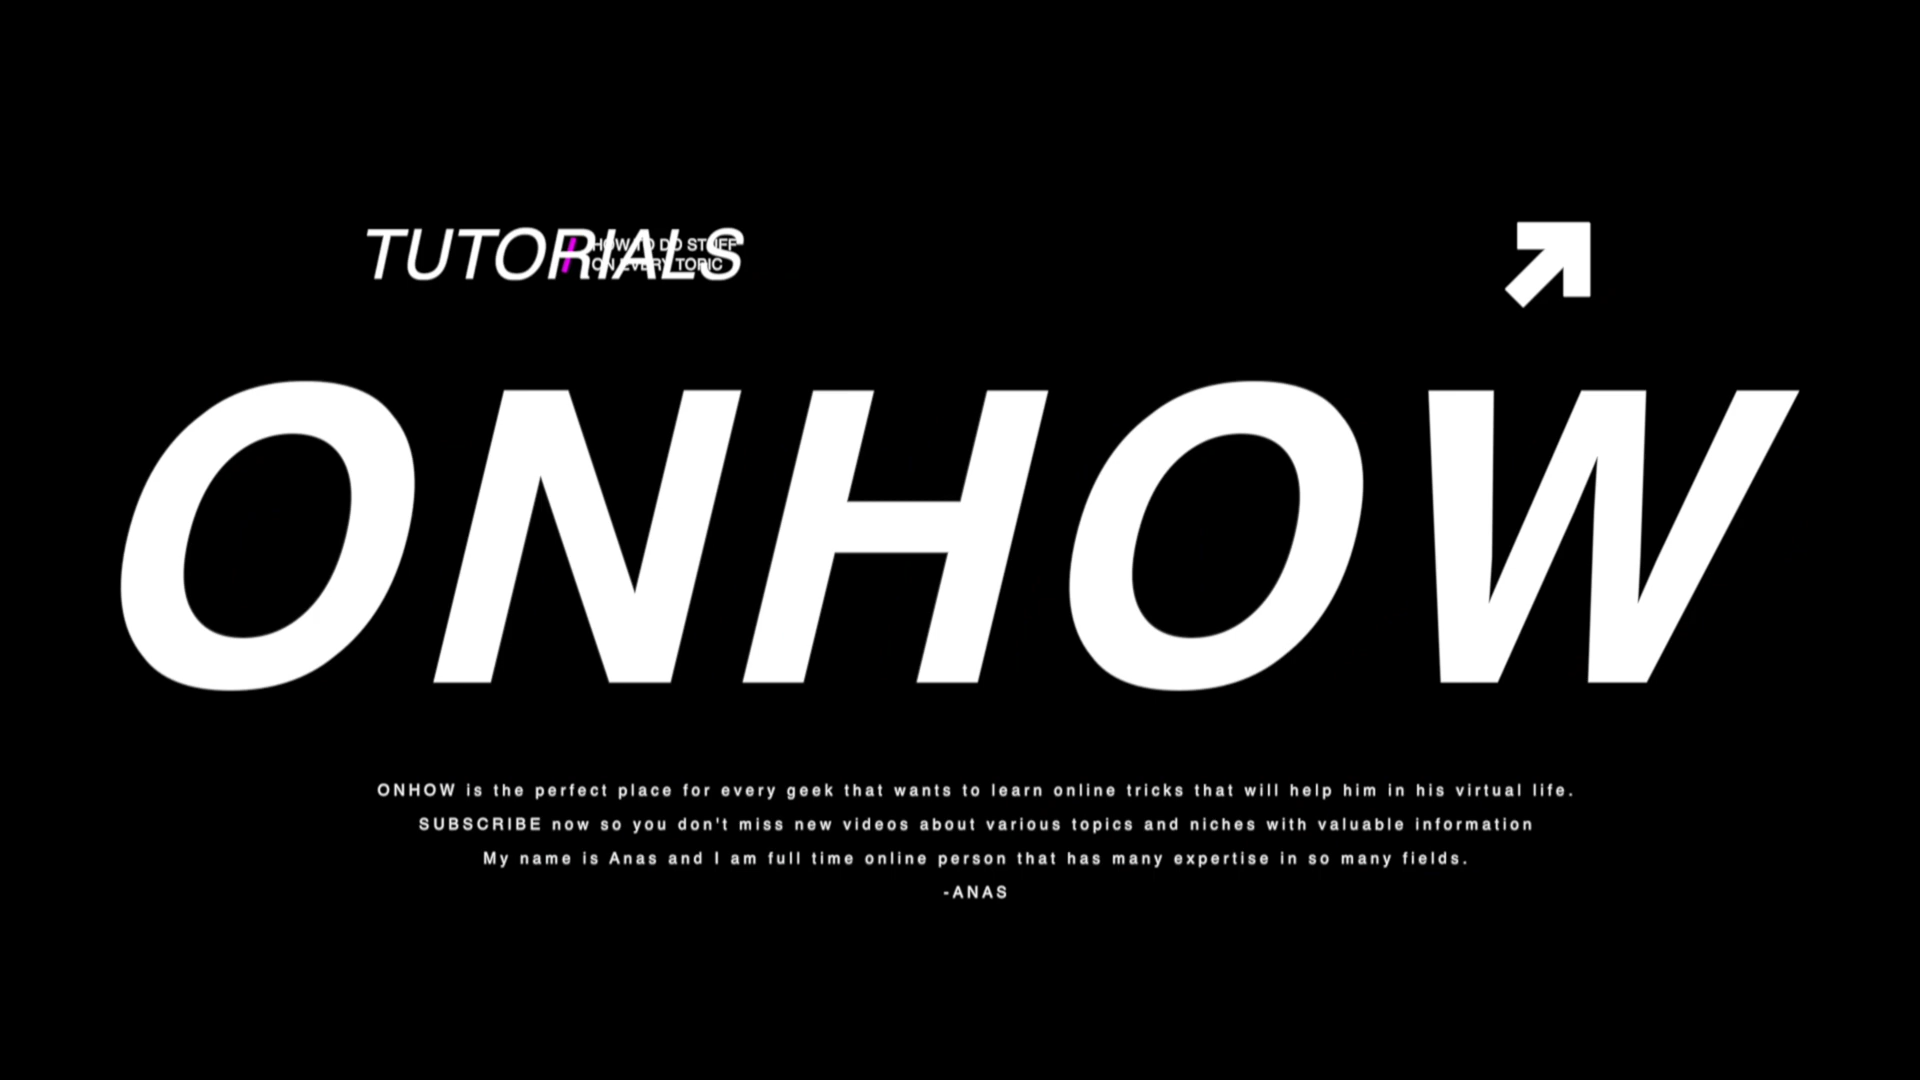 TUTORIALS
HOW TO DO STUFF
ON EVERY TOPIC
ONHOW
ONHOW is the perfect place for every geek that wants to learn online tricks that will help him in his virtual life.
SUBSCRIBE now so you don't miss new videos about various topics and niches with valuable information
My name is Anas and I am full time online person that has many expertise in so many fields.
-ANAS